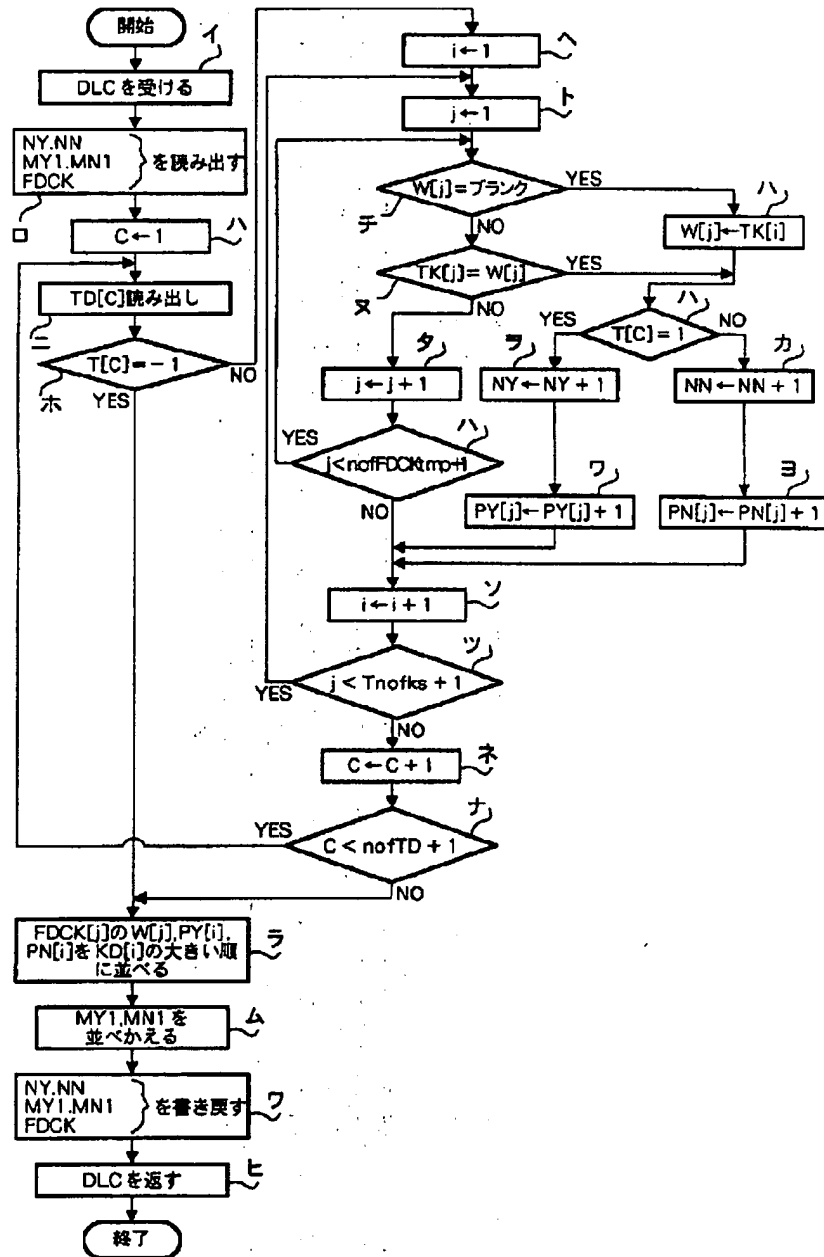 開始
イ
DLCを受ける
NY.NN
MY1.MN1
FDCK
を読み出す
ロ
C←1
ハ
TD[C]読み出し
ニ
T[C]=-1
ホ
NO
YES
i←1
ヘ
j←1
ト
W[j]=ブランク
YES
チ
NO
W[j]←TK[i]
ハ
TK[j]=W[j]
YES
ヌ
NO
T[C]=1
ハ
YES
NO
j←j+1
タ
NY←NY+1
ヲ
NN←NN+1
カ
j<nofFDCKtmp+1
ハ
YES
NO
PY[j]←PY[j]+1
ワ
PN[j]←PN[j]+1
ヨ
i←i+1
ソ
j<Tnofks+1
ツ
YES
NO
C←C+1
ネ
C<nofTD+1
ナ
YES
NO
FDCK[j]のW[j],PY[i],
PN[i]をKD[i]の大きい順
に並べる
ラ
MY1,MN1を
並べかえる
ム
NY.NN
MY1.MN1
FDCK
を書き戻す
ワ
DLCを返す
ヒ
終了